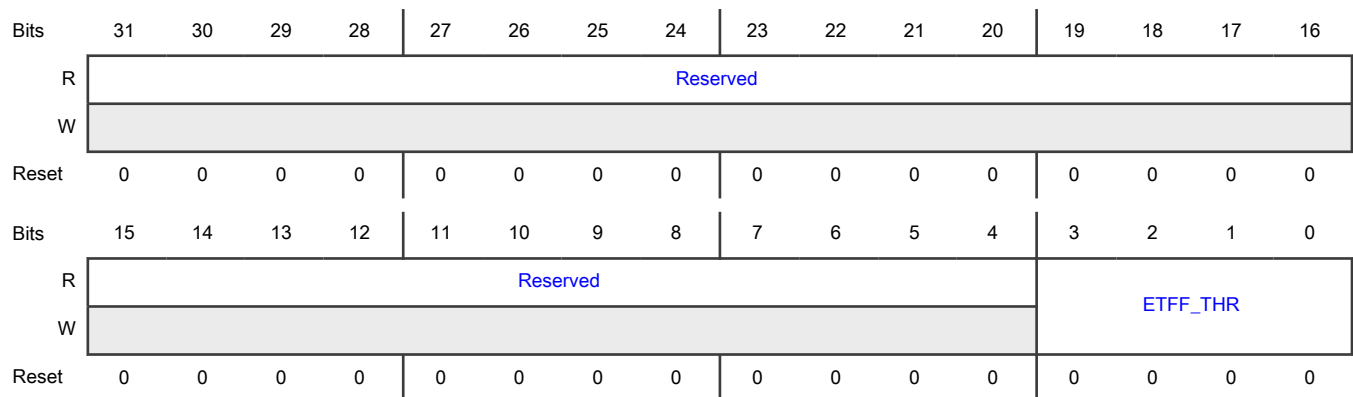 Bits 31 30 29 28 27 26 25 24 23 22 21 20 19 18 17 16
R Reserved
W
Reset 0 0 0 0 0 0 0 0 0 0 0 0 0 0 0 0
Bits 15 14 13 12 11 10 9 8 7 6 5 4 3 2 1 0
R Reserved ETFF_THR
W
Reset 0 0 0 0 0 0 0 0 0 0 0 0 0 0 0 0